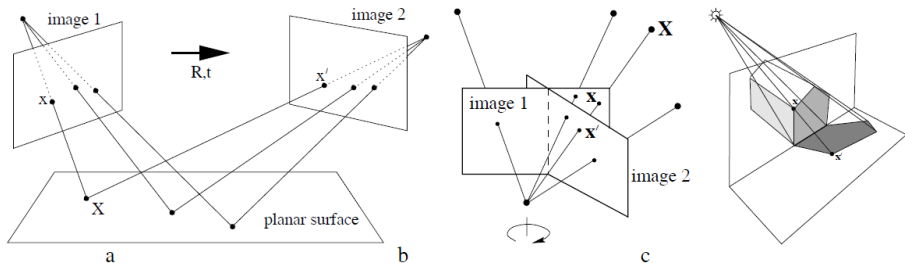 image 1
R,t
x
X
planar surface
a
image 2
x′
b
image 1
x
X
x′
image 2
c
x
x′